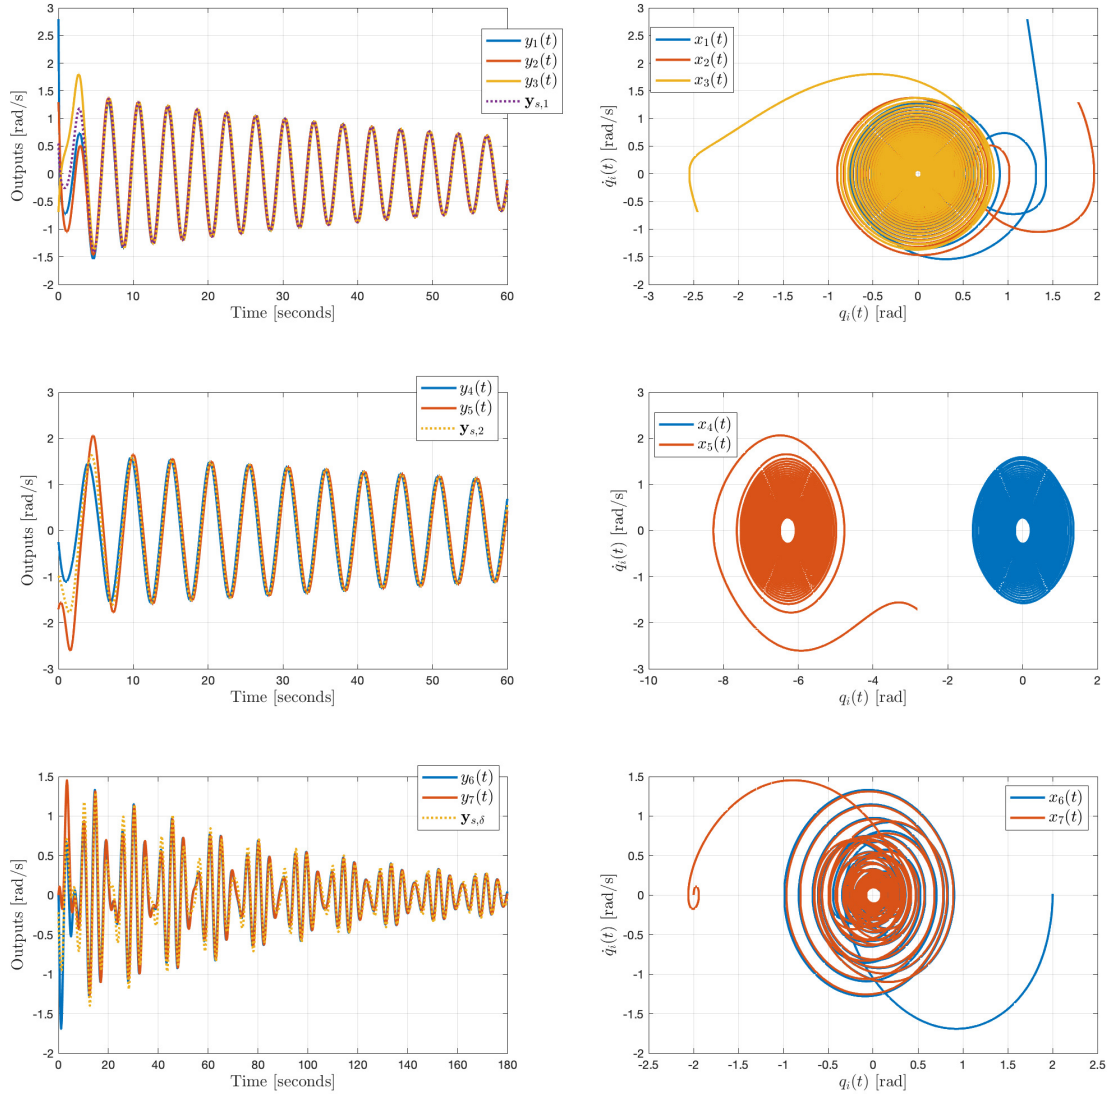 Outputs [rad/s]
3
2.5
2
1.5
1
0.5
0
-0.5
-1
-1.5
-2
0 10 20 30 40 50 60
Time [seconds]
y₁(t)
y₂(t)
y₃(t)
yₛ,₁
q̇ᵢ(t) [rad/s]
3
2.5
2
1.5
1
0.5
0
-0.5
-1
-1.5
-2
-3 -2.5 -2 -1.5 -1 -0.5 0 0.5 1 1.5 2
qᵢ(t) [rad]
x₁(t)
x₂(t)
x₃(t)
Outputs [rad/s]
3
2
1
0
-1
-2
-3
0 10 20 30 40 50 60
Time [seconds]
y₄(t)
y₅(t)
yₛ,₂
q̇ᵢ(t) [rad/s]
3
2
1
0
-1
-2
-3
-10 -8 -6 -4 -2 0 2
qᵢ(t) [rad]
x₄(t)
x₅(t)
Outputs [rad/s]
1.5
1
0.5
0
-0.5
-1
-1.5
-2
0 20 40 60 80 100 120 140 160 180
Time [seconds]
y₆(t)
y₇(t)
yₛ,δ
q̇ᵢ(t) [rad/s]
1.5
1
0.5
0
-0.5
-1
-1.5
-2
-2.5 -2 -1.5 -1 -0.5 0 0.5 1 1.5 2 2.5
qᵢ(t) [rad]
x₆(t)
x₇(t)